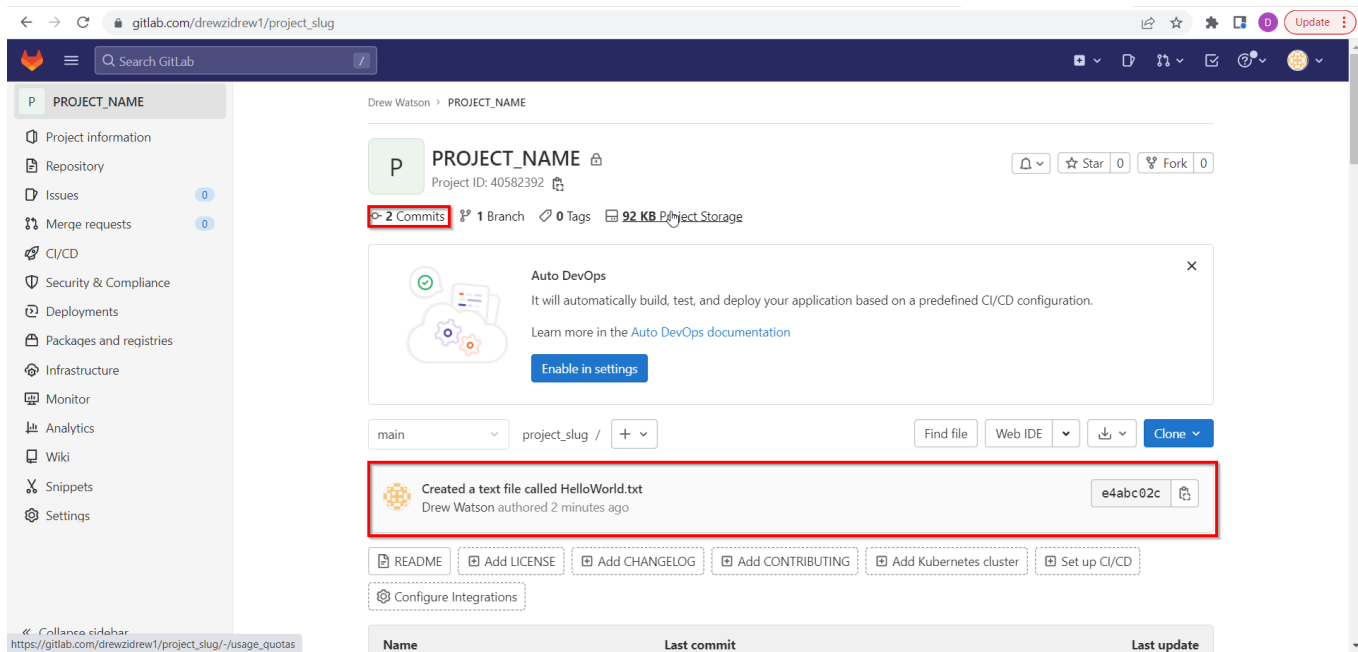 gitlab.com/drewzidrew1/project_slug
D
Update
Search GitLab
/
P PROJECT_NAME
Project information
Repository
Issues 0
Merge requests 0
CI/CD
Security & Compliance
Deployments
Packages and registries
Infrastructure
Monitor
Analytics
Wiki
Snippets
Settings
Collapse sidebar
https://gitlab.com/drewzidrew1/project_slug/-/usage_quotas
Drew Watson > PROJECT_NAME
P
PROJECT_NAME
Project ID: 40582392
Star 0
Fork 0
2 Commits 1 Branch 0 Tags 92 KB Project Storage
Auto DevOps
It will automatically build, test, and deploy your application based on a predefined CI/CD configuration.
Learn more in the Auto DevOps documentation
Enable in settings
main
project_slug /
Find file
Web IDE
Clone
Created a text file called HelloWorld.txt
Drew Watson authored 2 minutes ago
e4abc02c
README
Add LICENSE
Add CHANGELOG
Add CONTRIBUTING
Add Kubernetes cluster
Set up CI/CD
Configure Integrations
Name Last commit Last update